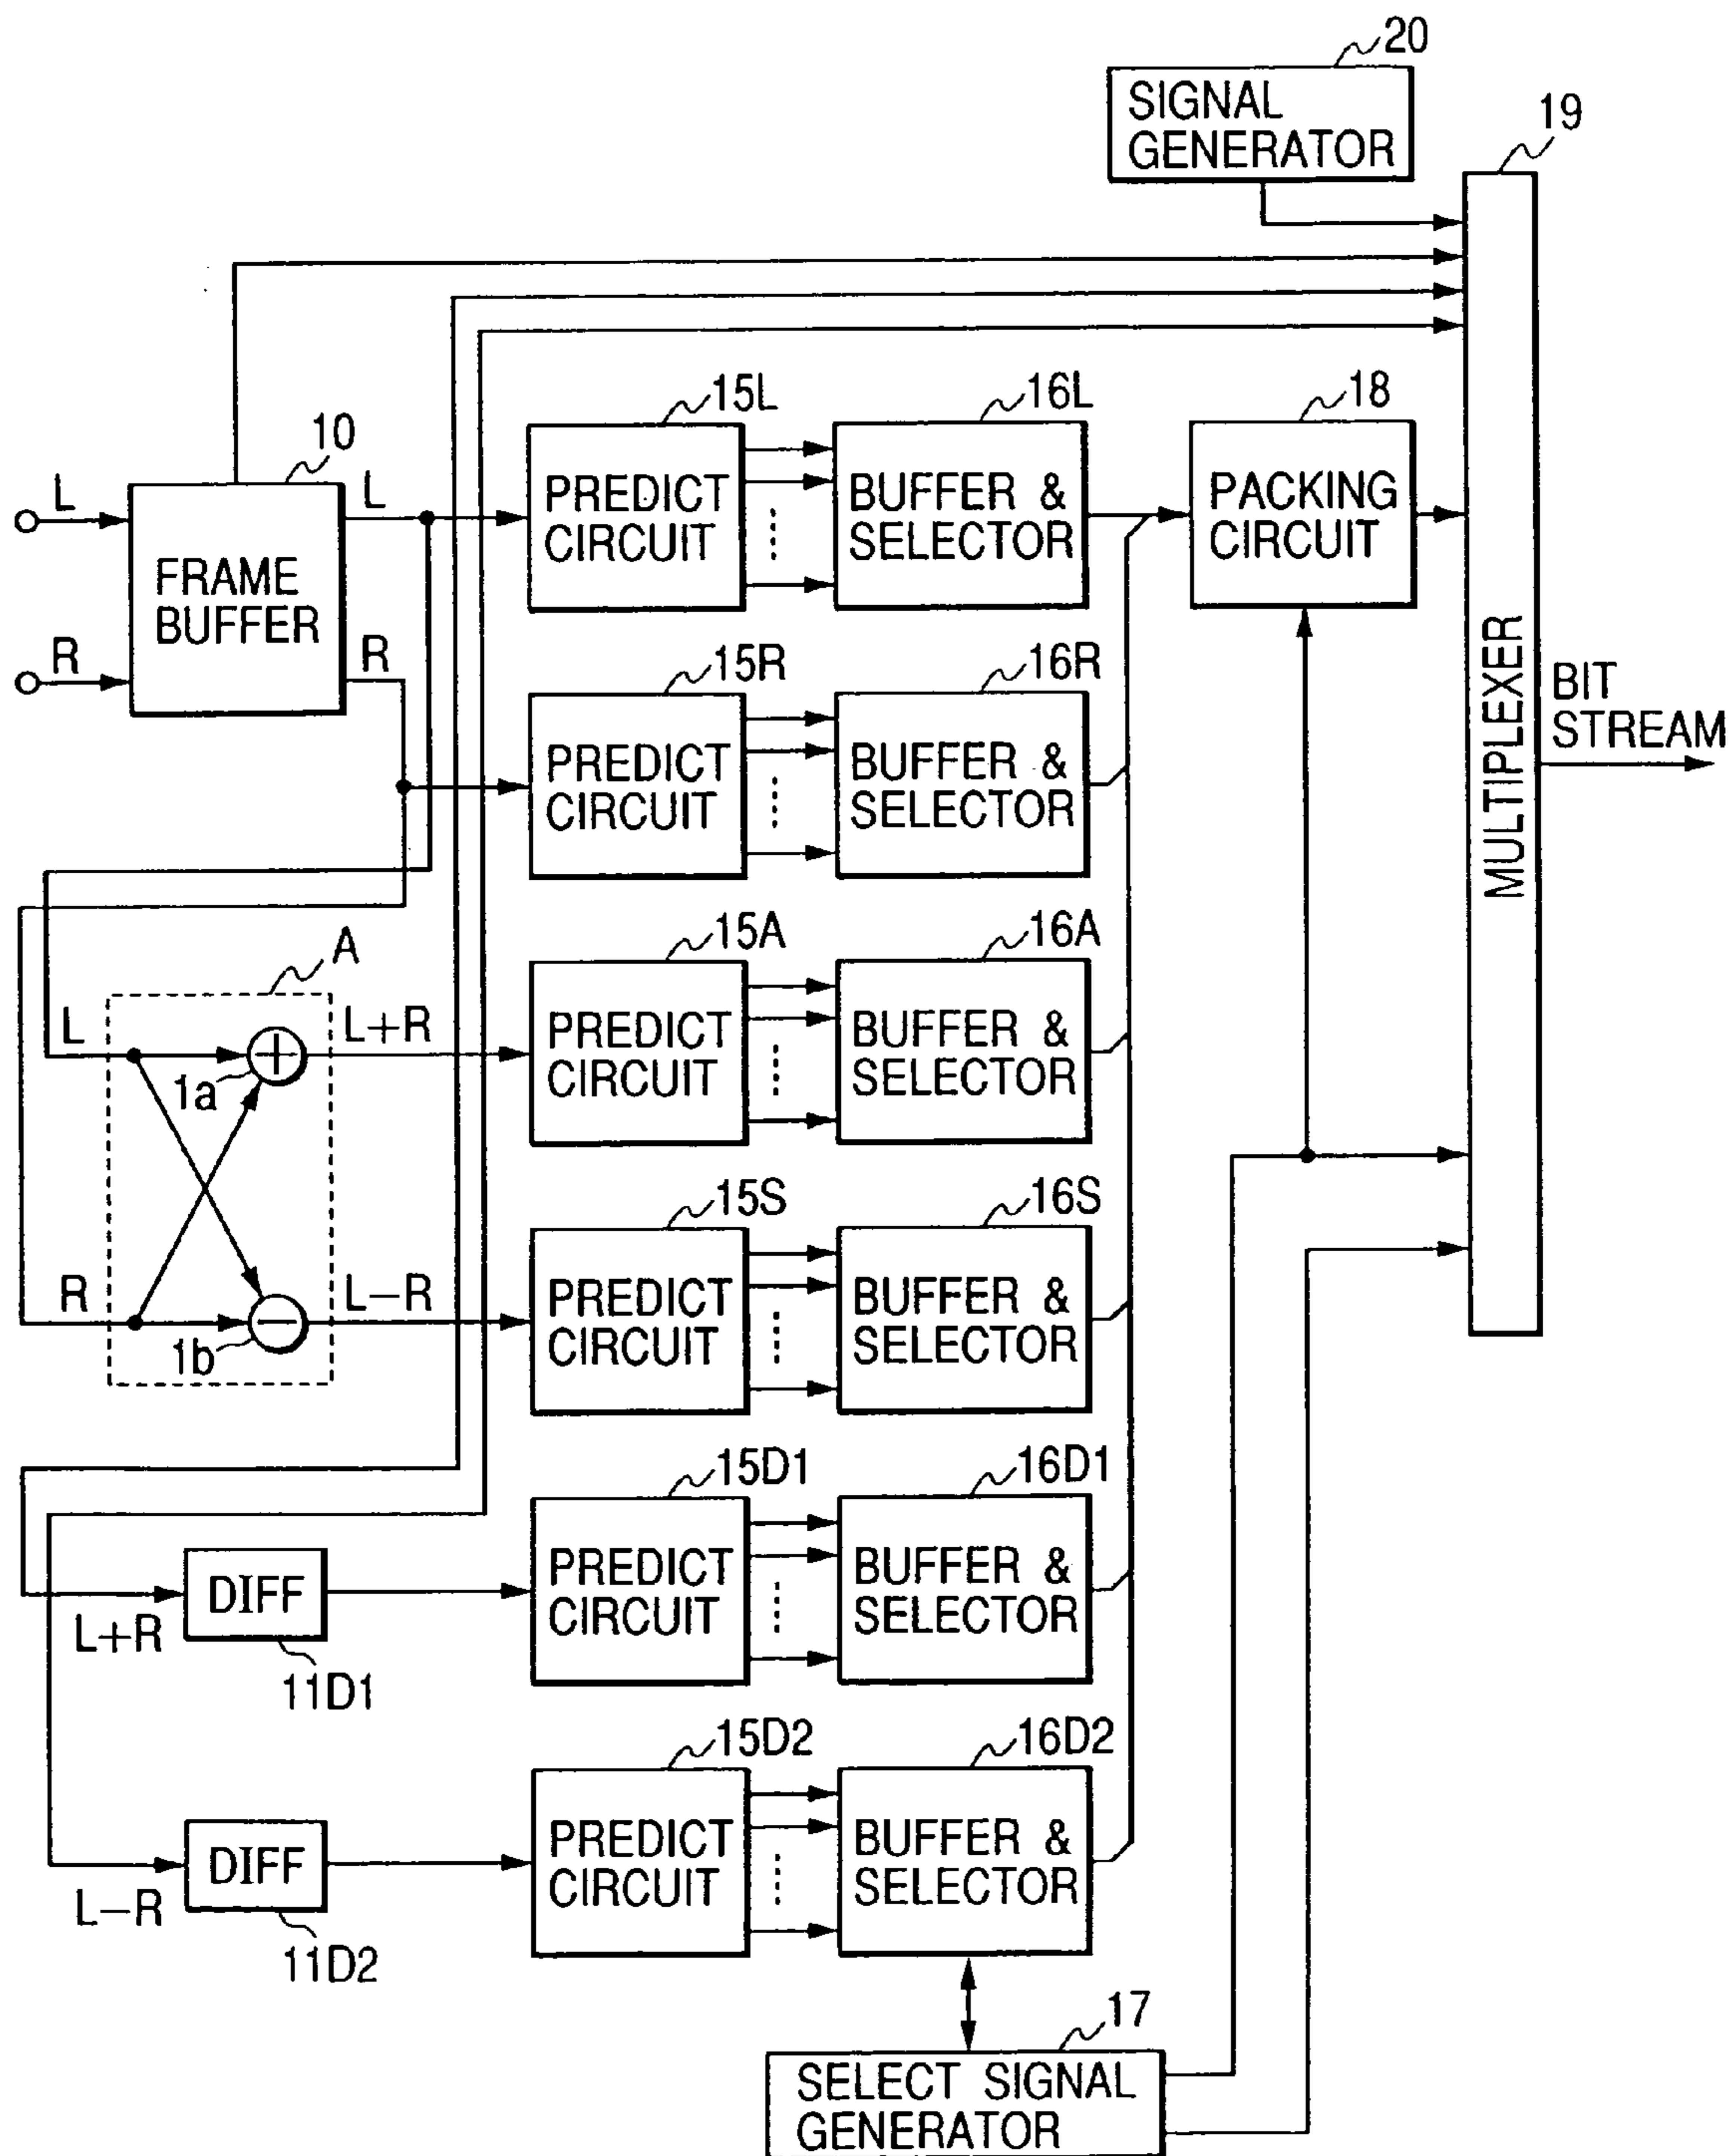 20
SIGNAL
GENERATOR
19
15L
16L
18
10
L
L
PREDICT
CIRCUIT
BUFFER &
SELECTOR
PACKING
CIRCUIT
FRAME
BUFFER
R
R
15R
16R
PREDICT
CIRCUIT
BUFFER &
SELECTOR
MULTIPLEXER
BIT
STREAM
A
15A
16A
L
L+R
1a
PREDICT
CIRCUIT
BUFFER &
SELECTOR
15S
16S
R
L−R
1b
PREDICT
CIRCUIT
BUFFER &
SELECTOR
15D1
16D1
DIFF
L+R
11D1
PREDICT
CIRCUIT
BUFFER &
SELECTOR
15D2
16D2
DIFF
L−R
11D2
PREDICT
CIRCUIT
BUFFER &
SELECTOR
17
SELECT SIGNAL
GENERATOR